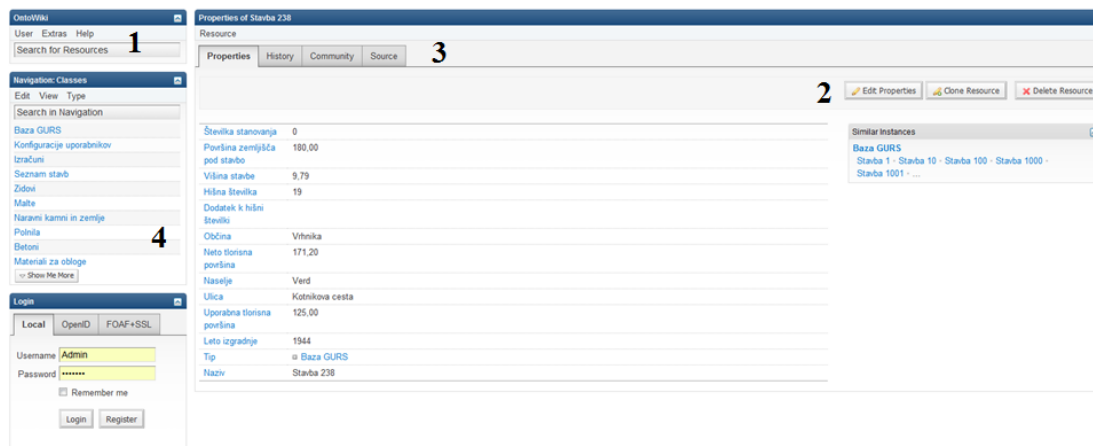 OntoWiki
User Extras Help
Search for Resources
1
Navigation: Classes
Edit View Type
Search in Navigation
Baza GURS
Konfiguracije uporabnikov
Izračuni
Seznam stavb
Zidovi
Malte
Naravni kamni in zemlje
Polnila
Betoni
Materiali za obloge
Show Me More
4
Login
Local OpenID FOAF+SSL
Username Admin
Password •••••••
Remember me
Login Register
Properties of Stavba 238
Resource
Properties History Community Source
3
2
Edit Properties Clone Resource Delete Resource
Številka stanovanja 0
Površina zemljišča 180,00
pod stavbo
Višina stavbe 9,79
Hišna številka 19
Dodatek k hišni
številki
Občina Vrhnika
Neto tlorisna 171,20
površina
Naselje Verd
Ulica Kotnikova cesta
Uporabna tlorisna 125,00
površina
Leto izgradnje 1944
Tip Baza GURS
Naziv Stavba 238
Similar Instances
Baza GURS
Stavba 1 · Stavba 10 · Stavba 100 · Stavba 1000 ·
Stavba 1001 · ...